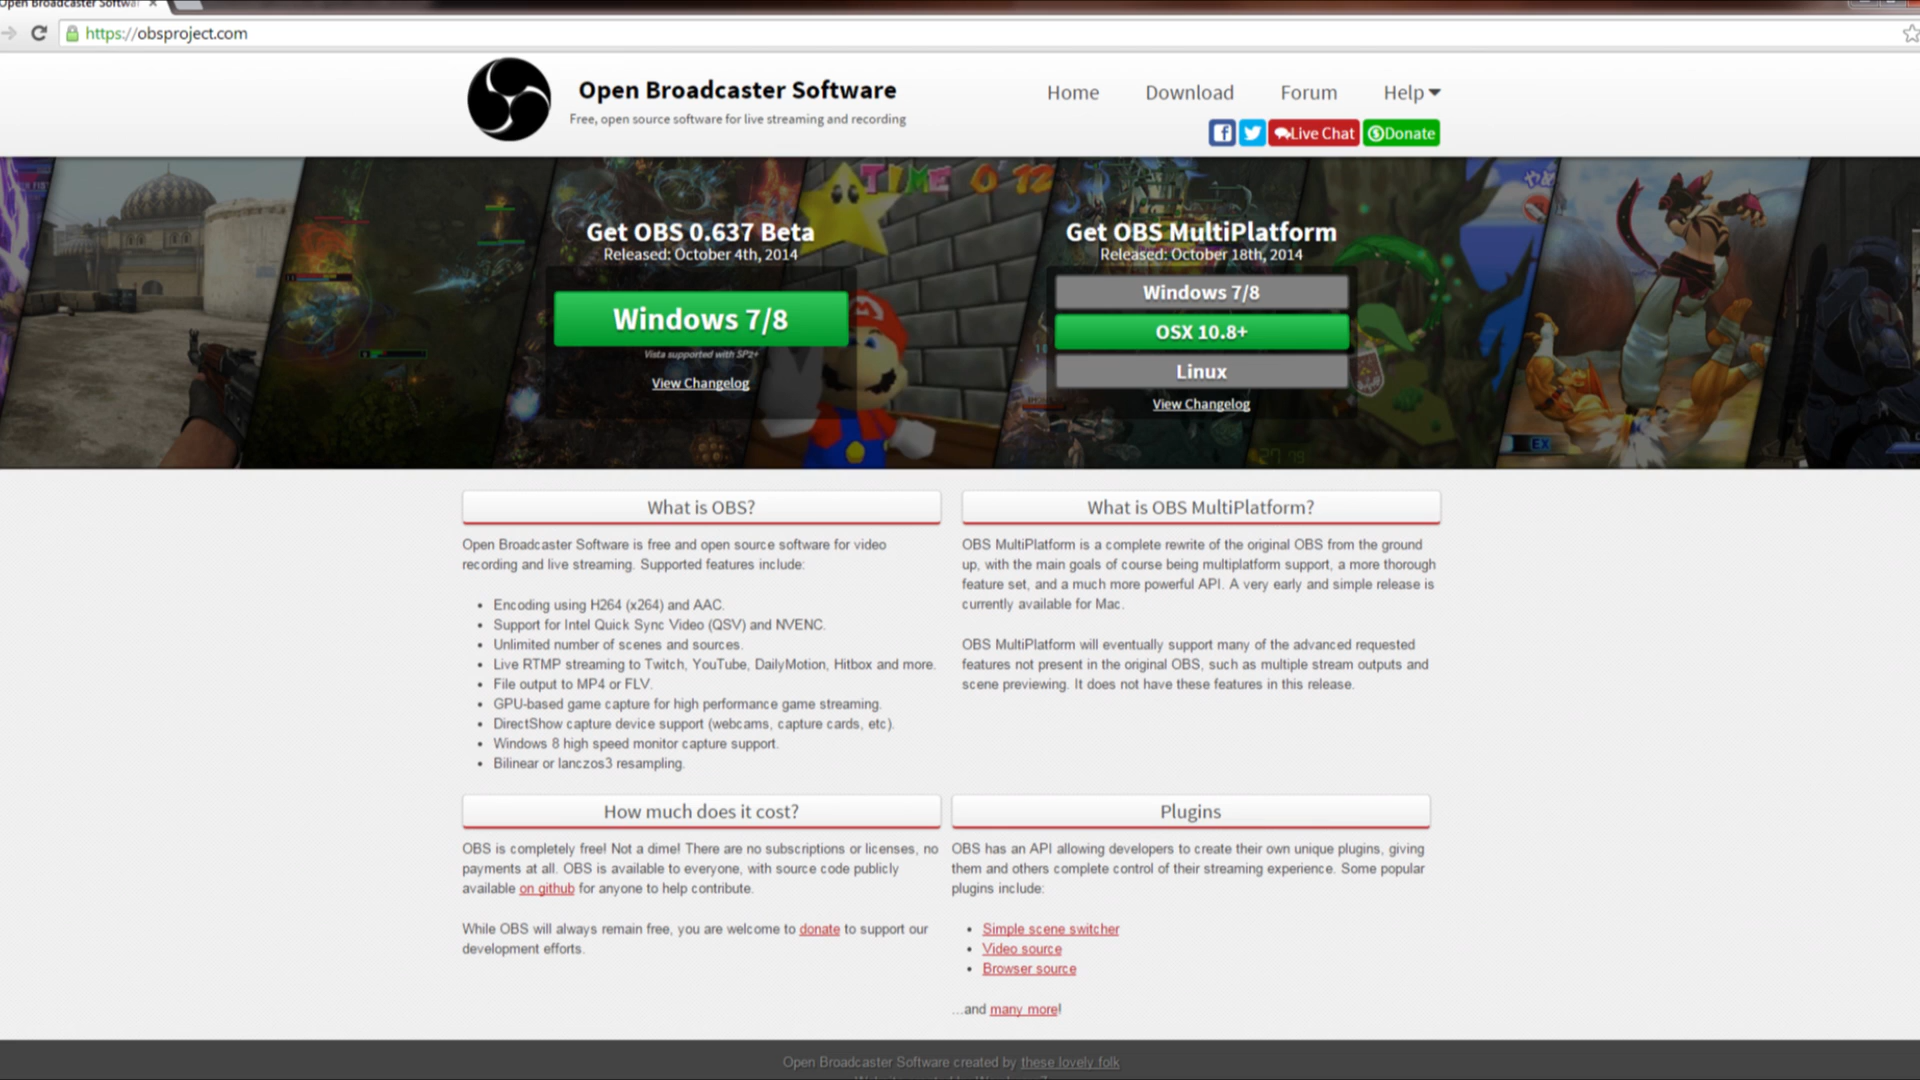 Open Broadcaster Softwar
https://obsproject.com
Open Broadcaster Software
Free, open source software for live streaming and recording
Home Download Forum Help
Live Chat Donate
TIME 0 12
Get OBS 0.637 Beta
Released: October 4th, 2014
Windows 7/8
Vista supported with SP2+
View Changelog
Get OBS MultiPlatform
Released: October 18th, 2014
Windows 7/8
OSX 10.8+
Linux
View Changelog
EX
What is OBS?
Open Broadcaster Software is free and open source software for video
recording and live streaming. Supported features include:
• Encoding using H264 (x264) and AAC.
• Support for Intel Quick Sync Video (QSV) and NVENC.
• Unlimited number of scenes and sources.
• Live RTMP streaming to Twitch, YouTube, DailyMotion, Hitbox and more.
• File output to MP4 or FLV.
• GPU-based game capture for high performance game streaming.
• DirectShow capture device support (webcams, capture cards, etc).
• Windows 8 high speed monitor capture support.
• Bilinear or lanczos3 resampling.
What is OBS MultiPlatform?
OBS MultiPlatform is a complete rewrite of the original OBS from the ground
up, with the main goals of course being multiplatform support, a more thorough
feature set, and a much more powerful API. A very early and simple release is
currently available for Mac.
OBS MultiPlatform will eventually support many of the advanced requested
features not present in the original OBS, such as multiple stream outputs and
scene previewing. It does not have these features in this release.
How much does it cost?
OBS is completely free! Not a dime! There are no subscriptions or licenses, no
payments at all. OBS is available to everyone, with source code publicly
available on github for anyone to help contribute.
While OBS will always remain free, you are welcome to donate to support our
development efforts.
Plugins
OBS has an API allowing developers to create their own unique plugins, giving
them and others complete control of their streaming experience. Some popular
plugins include:
• Simple scene switcher
• Video source
• Browser source
...and many more!
Open Broadcaster Software created by these lovely folk